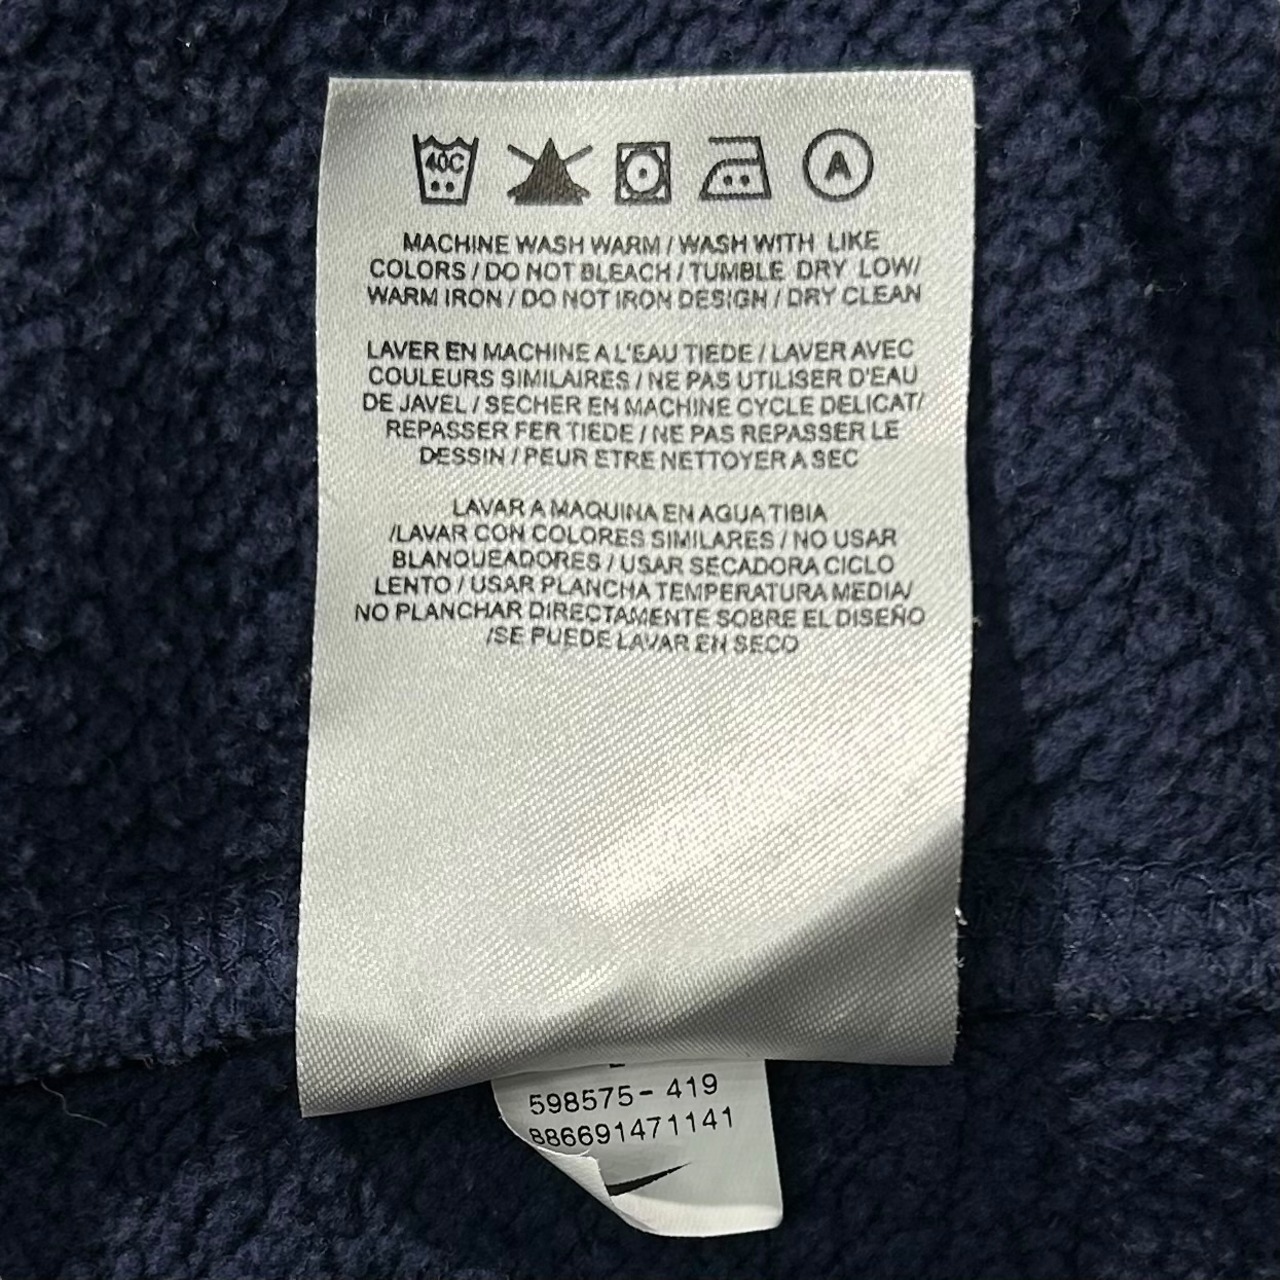 40C
A
MACHINE WASH WARM / WASH WITH LIKE
COLORS / DO NOT BLEACH / TUMBLE DRY LOW/
WARM IRON / DO NOT IRON DESIGN / DRY CLEAN
LAVER EN MACHINE A L'EAU TIEDE / LAVER AVEC
COULEURS SIMILAIRES / NE PAS UTILISER D'EAU
DE JAVEL / SECHER EN MACHINE CYCLE DELICAT/
REPASSER FER TIEDE / NE PAS REPASSER LE
DESSIN / PEUR ETRE NETTOYER A SEC
LAVAR A MAQUINA EN AGUA TIBIA
/LAVAR CON COLORES SIMILARES / NO USAR
BLANQUEADORES / USAR SECADORA CICLO
LENTO / USAR PLANCHA TEMPERATURA MEDIA/
NO PLANCHAR DIRECTAMENTE SOBRE EL DISEÑO
/SE PUEDE LAVAR EN SECO
598575- 419
886691471141